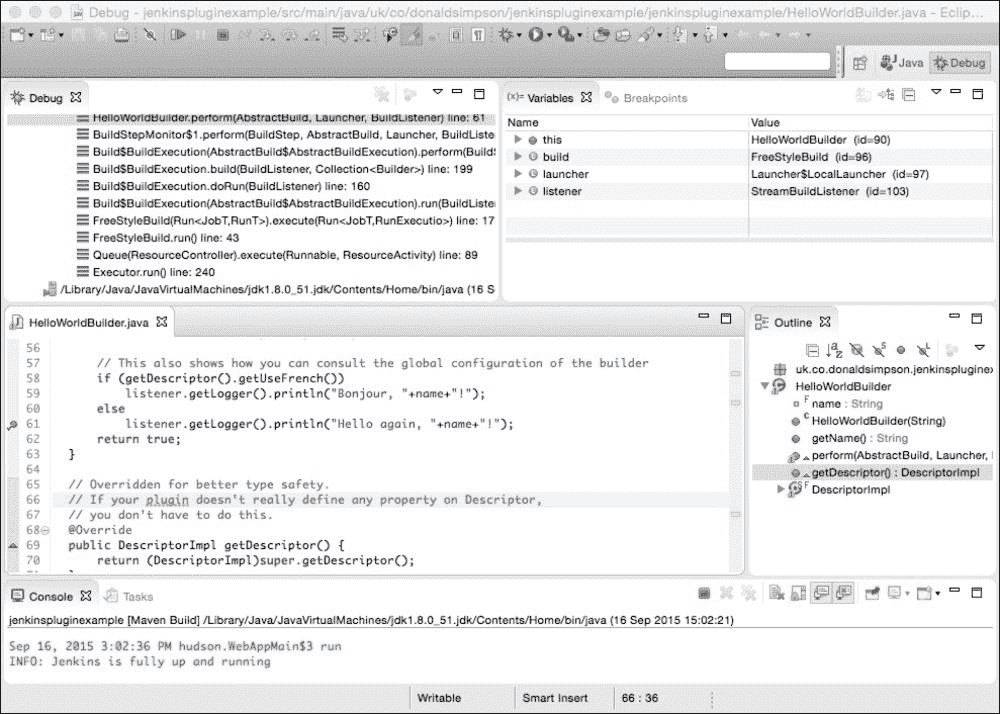 Debug - jenkinspluginexample/src/main/java/uk/co/donaldsimpson/jenkinspluginexample/jenkinspluginexample/HelloWorldBuilder.java - Eclip...
Java
Debug
Debug
HelloWorldBuilder.perform(AbstractBuild, Launcher, BuildListener) line: 61
BuildStepMonitor$1.perform(BuildStep, AbstractBuild, Launcher, BuildListe
Build$BuildExecution(AbstractBuild$AbstractBuildExecution).perform(Build
Build$BuildExecution.build(BuildListener, Collection<Builder>) line: 199
Build$BuildExecution.doRun(BuildListener) line: 160
Build$BuildExecution(AbstractBuild$AbstractBuildExecution).run(BuildListe
FreeStyleBuild(Run<JobT,RunT>).execute(Run<JobT,RunExecutio>) line: 17
FreeStyleBuild.run() line: 43
Queue(ResourceController).execute(Runnable, ResourceActivity) line: 89
Executor.run() line: 240
/Library/Java/JavaVirtualMachines/jdk1.8.0_51.jdk/Contents/Home/bin/java (16 S
(x)= Variables
Breakpoints
Name Value
this HelloWorldBuilder (id=90)
build FreeStyleBuild (id=96)
launcher Launcher$LocalLauncher (id=97)
listener StreamBuildListener (id=103)
HelloWorldBuilder.java
56
57 // This also shows how you can consult the global configuration of the builder
58 if (getDescriptor().getUseFrench())
59 listener.getLogger().println("Bonjour, "+name+"!");
60 else
61 listener.getLogger().println("Hello again, "+name+"!");
62 return true;
63 }
64
65 // Overridden for better type safety.
66 // If your plugin doesn't really define any property on Descriptor,
67 // you don't have to do this.
68 @Override
69 public DescriptorImpl getDescriptor() {
70 return (DescriptorImpl)super.getDescriptor();
Outline
uk.co.donaldsimpson.jenkinspluginex
HelloWorldBuilder
name : String
HelloWorldBuilder(String)
getName() : String
perform(AbstractBuild, Launcher,
getDescriptor() : DescriptorImpl
DescriptorImpl
Console
Tasks
jenkinspluginexample [Maven Build] /Library/Java/JavaVirtualMachines/jdk1.8.0_51.jdk/Contents/Home/bin/java (16 Sep 2015 15:02:21)
Sep 16, 2015 3:02:36 PM hudson.WebAppMain$3 run
INFO: Jenkins is fully up and running
Writable
Smart Insert
66 : 36